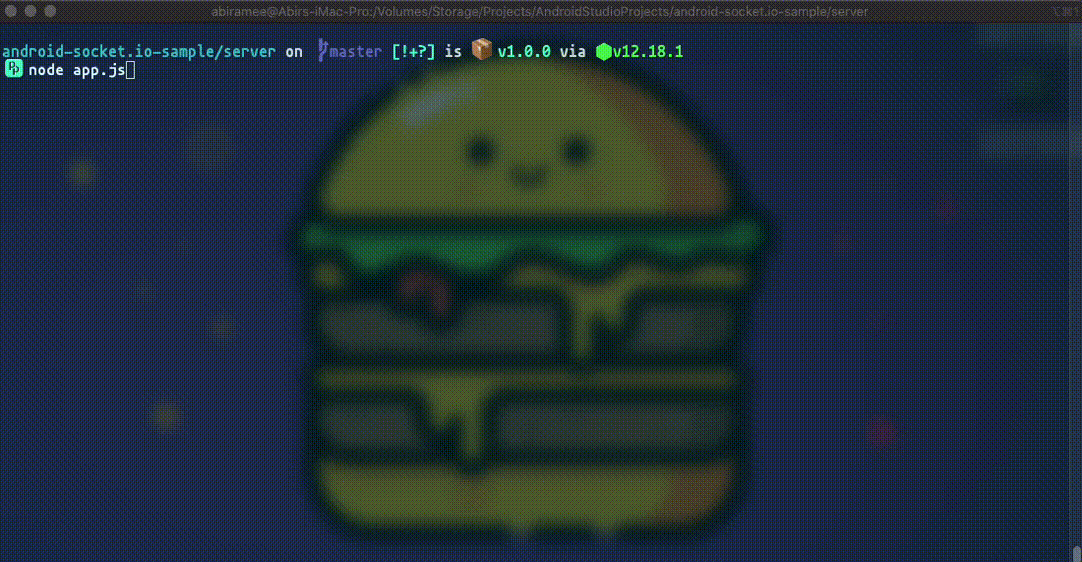 abiramee@Abirs-iMac-Pro:/Volumes/Storage/Projects/AndroidStudioProjects/android-socket.io-sample/server
⌥⌘1
android-socket.io-sample/server on master [!+?] is 📦 v1.0.0 via ⬢v12.18.1
node app.js